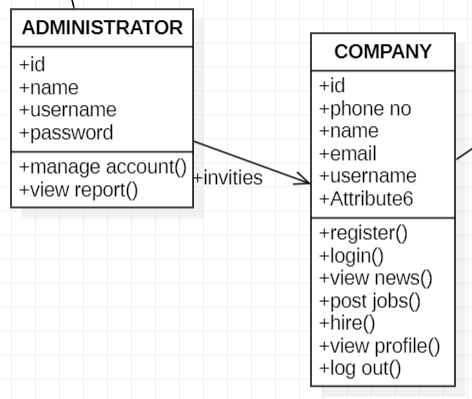 ADMINISTRATOR
+id
+name
+username
+password
+manage account()
+view report()
+invities
COMPANY
+id
+phone no
+name
+email
+username
+Attribute6
+register()
+login()
+view news()
+post jobs()
+hire()
+view profile()
+log out()